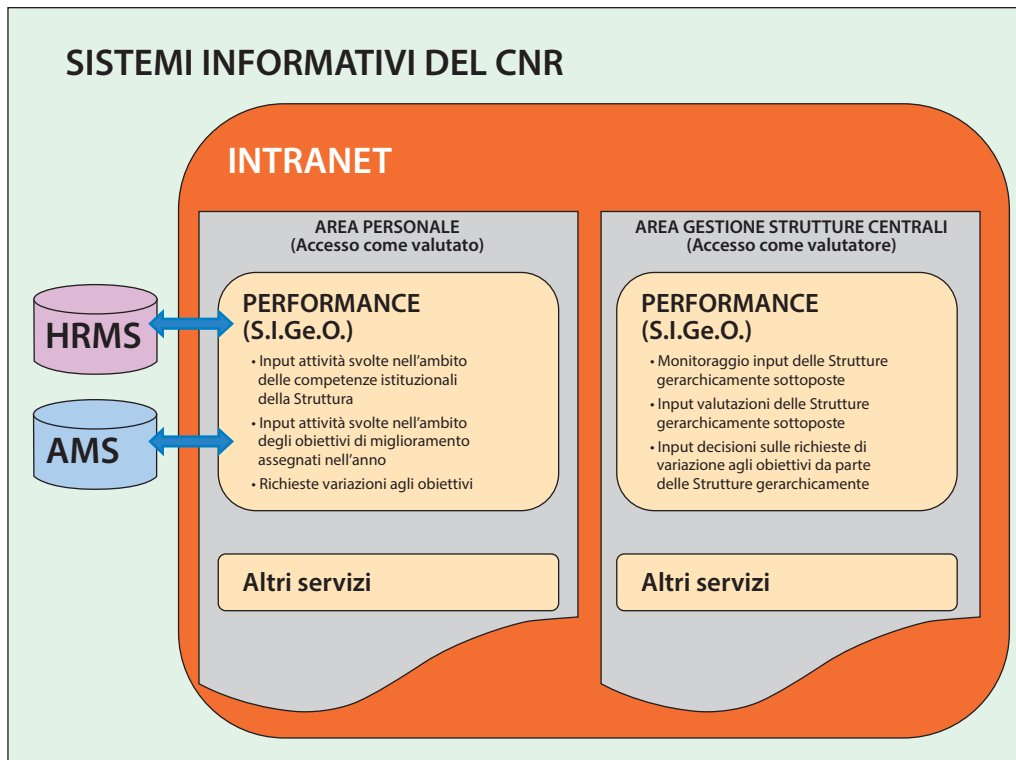 SISTEMI INFORMATIVI DEL CNR
INTRANET
AREA PERSONALE
(Accesso come valutato)
PERFORMANCE
(S.I.Ge.O.)
• Input attività svolte nell'ambito
delle competenze istituzionali
della Struttura
• Input attività svolte nell'ambito
degli obiettivi di miglioramento
assegnati nell'anno
• Richieste variazioni agli obiettivi
Altri servizi
AREA GESTIONE STRUTTURE CENTRALI
(Accesso come valutatore)
PERFORMANCE
(S.I.Ge.O.)
• Monitoraggio input delle Strutture
gerarchicamente sottoposte
• Input valutazioni delle Strutture
gerarchicamente sottoposte
• Input decisioni sulle richieste di
variazione agli obiettivi da parte
delle Strutture gerarchicamente
Altri servizi
HRMS
AMS